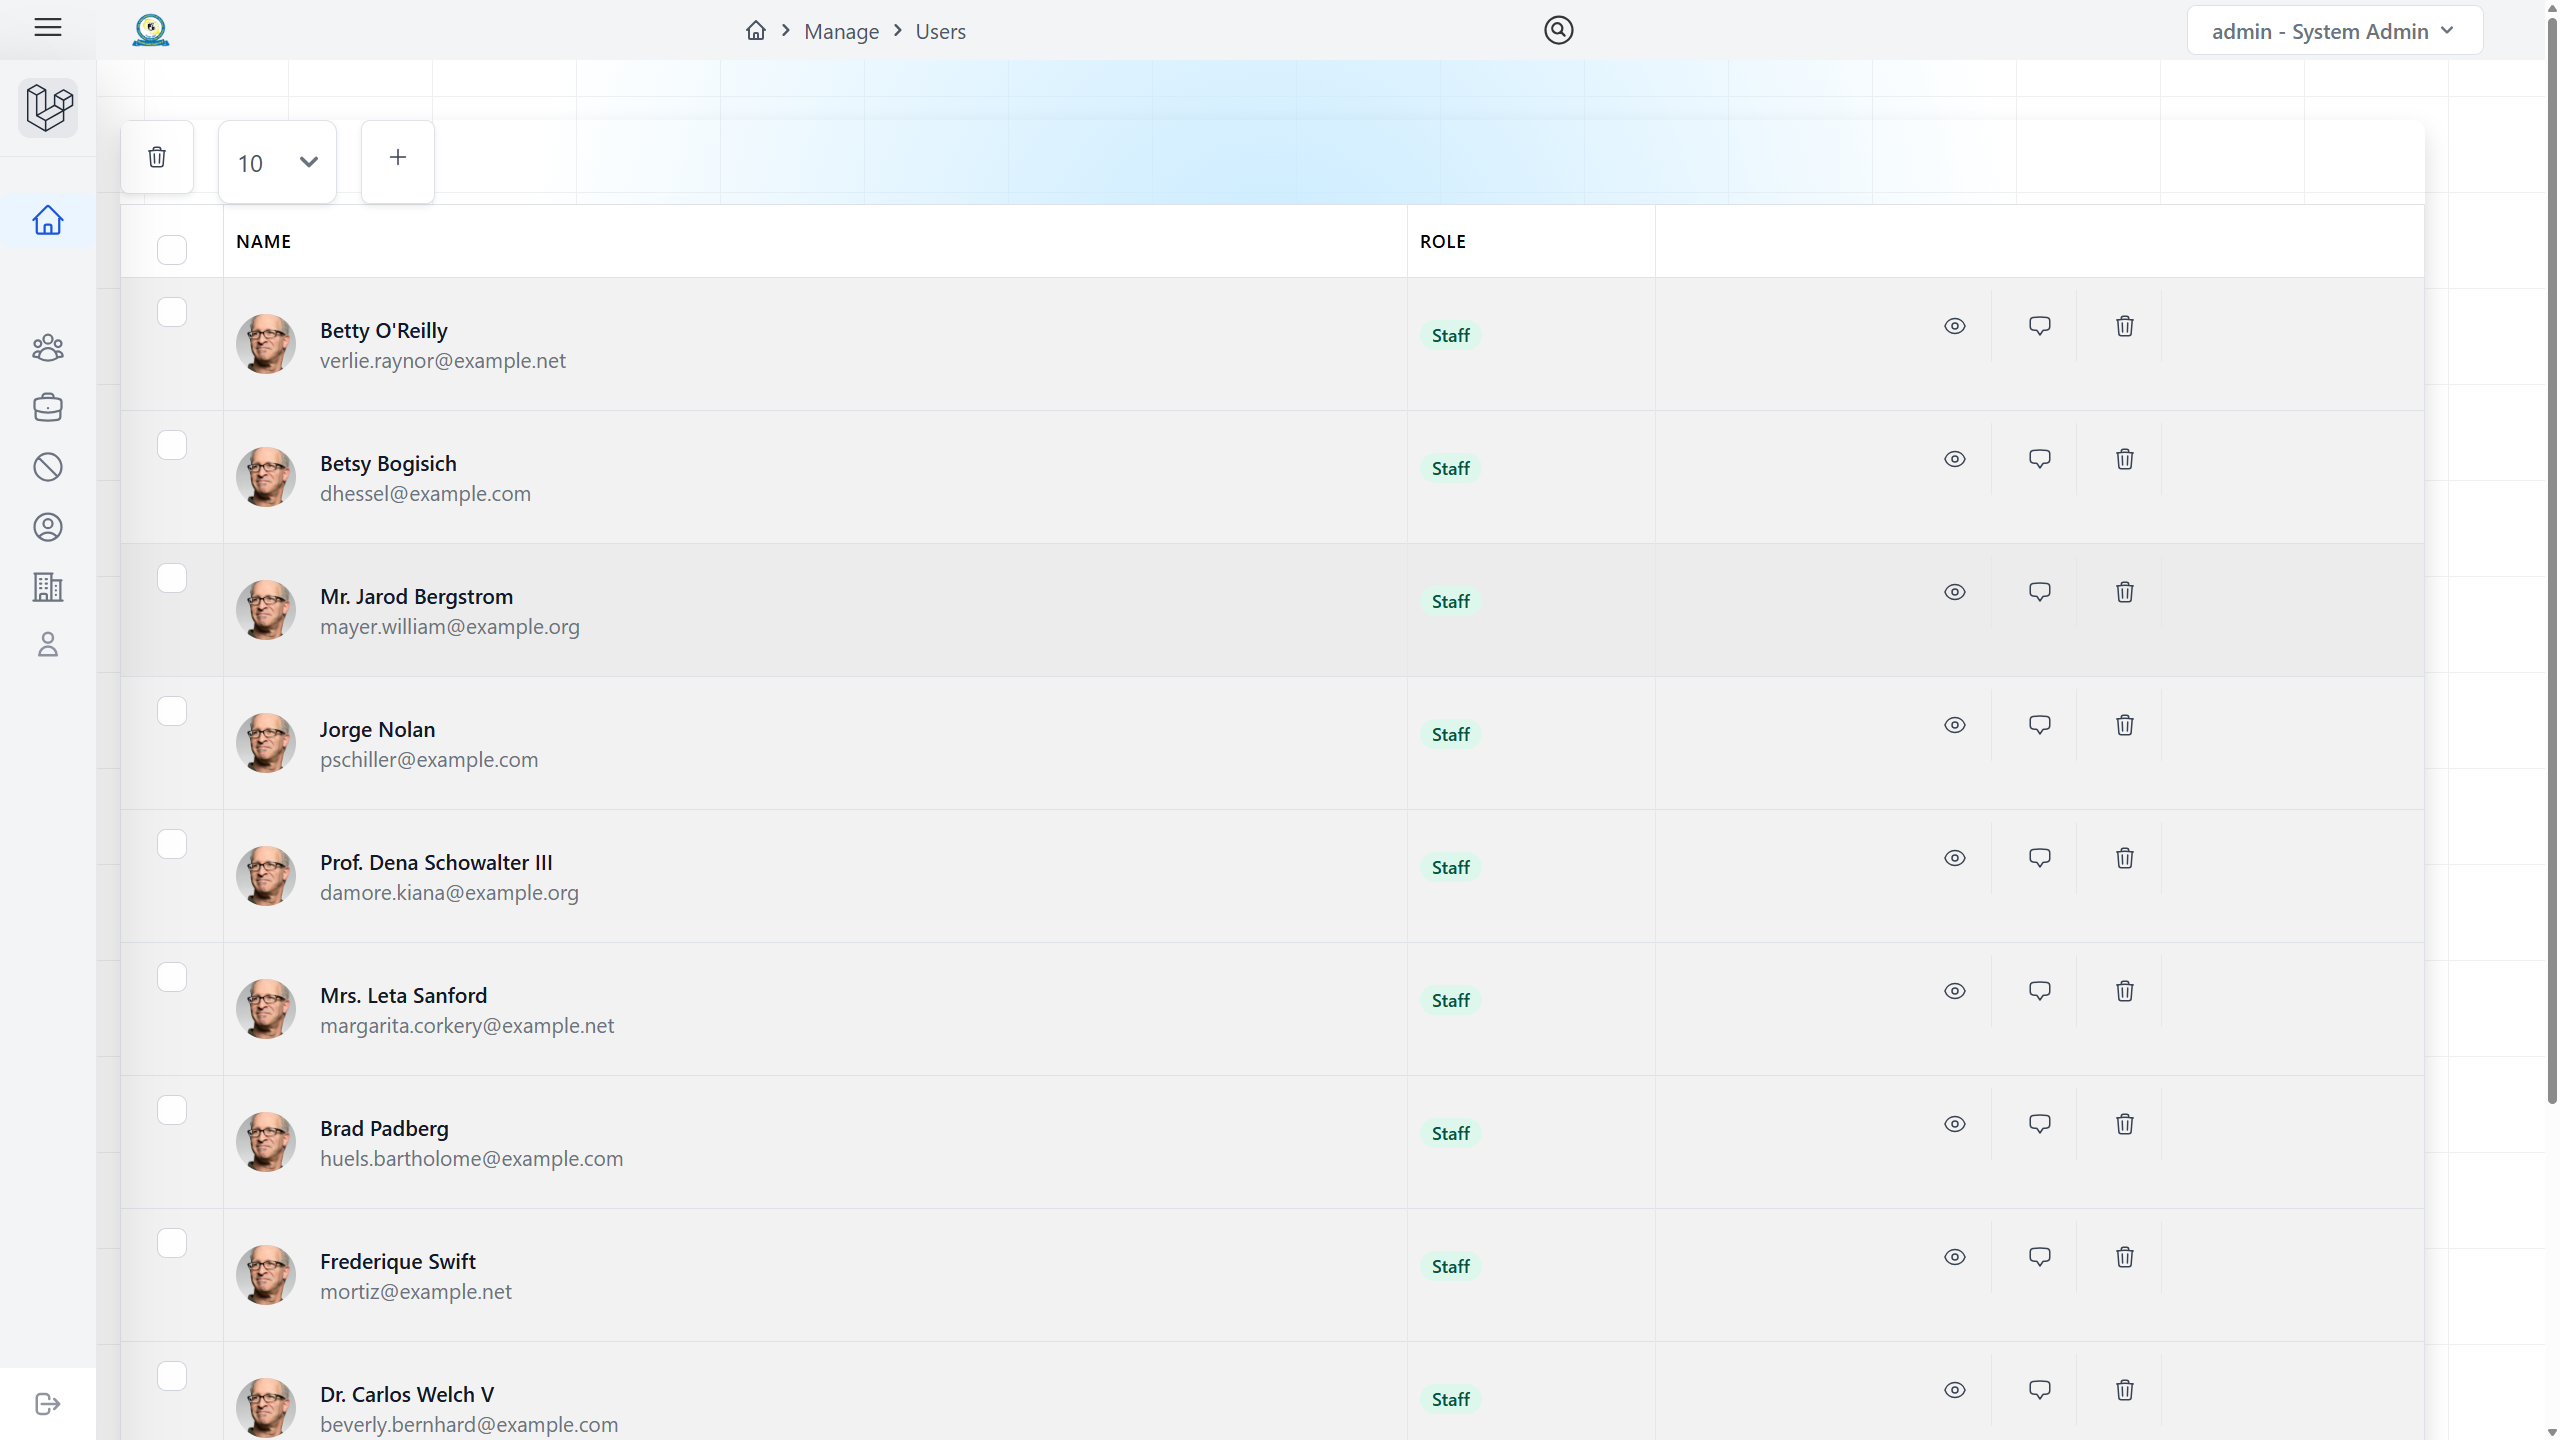 Manage
Users
admin - System Admin
10
NAME
ROLE
Betty O'Reilly
verlie.raynor@example.net
Staff
Betsy Bogisich
dhessel@example.com
Staff
Mr. Jarod Bergstrom
mayer.william@example.org
Staff
Jorge Nolan
pschiller@example.com
Staff
Prof. Dena Schowalter III
damore.kiana@example.org
Staff
Mrs. Leta Sanford
margarita.corkery@example.net
Staff
Brad Padberg
huels.bartholome@example.com
Staff
Frederique Swift
mortiz@example.net
Staff
Dr. Carlos Welch V
beverly.bernhard@example.com
Staff